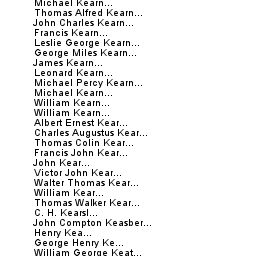 Michael Kearn...
Thomas Alfred Kearn...
John Charles Kearn...
Francis Kearn...
Leslie George Kearn...
George Miles Kearn...
James Kearn...
Leonard Kearn...
Michael Percy Kearn...
Michael Kearn...
William Kearn...
William Kearn...
Albert Ernest Kear...
Charles Augustus Kear...
Thomas Colin Kear...
Francis John Kear...
John Kear...
Victor John Kear...
Walter Thomas Kear...
William Kear...
Thomas Walker Kear...
C. H. Kearsl...
John Compton Keasber...
Henry Kea...
George Henry Ke...
William George Keat...